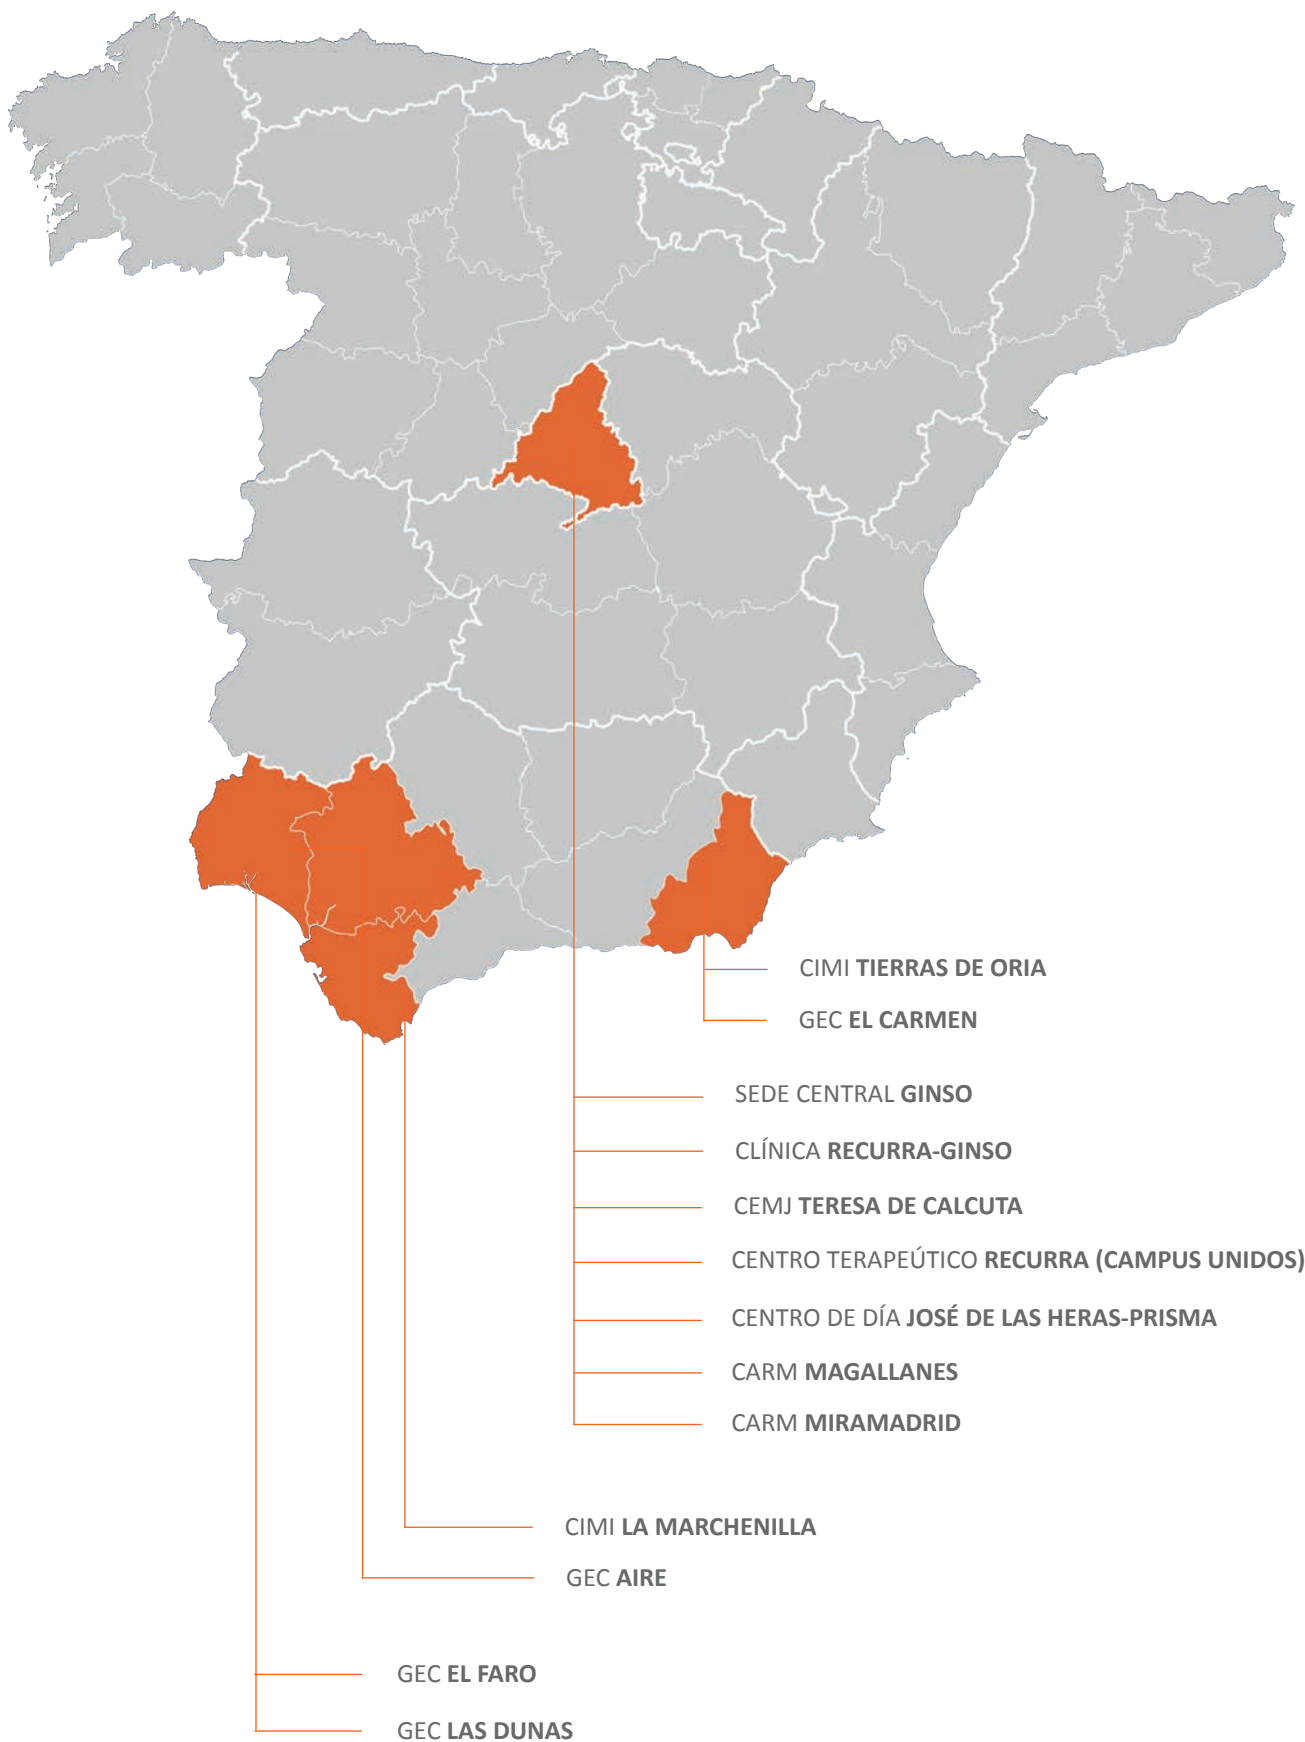 CIMI TIERRAS DE ORIA
GEC EL CARMEN
SEDE CENTRAL GINSO
CLÍNICA RECURRA-GINSO
CEMJ TERESA DE CALCUTA
CENTRO TERAPEÚTICO RECURRA (CAMPUS UNIDOS)
CENTRO DE DÍA JOSÉ DE LAS HERAS-PRISMA
CARM MAGALLANES
CARM MIRAMADRID
CIMI LA MARCHENILLA
GEC AIRE
GEC EL FARO
GEC LAS DUNAS